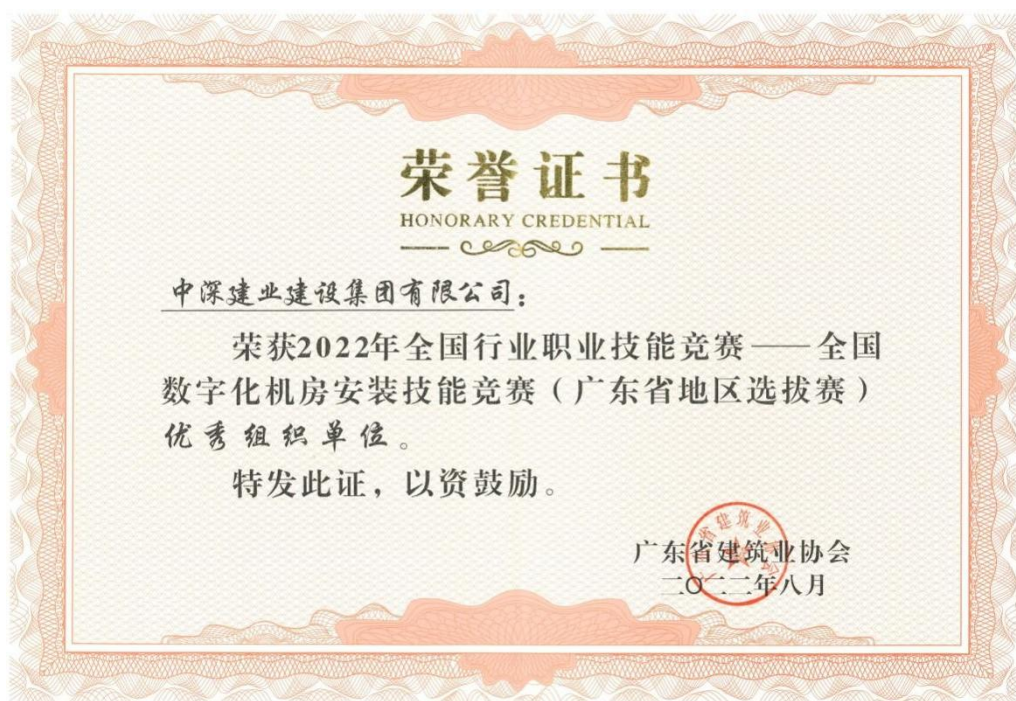 荣誉证书
HONORARY CREDENTIAL
中深建业建设集团有限公司：
荣获2022年全国行业职业技能竞赛——全国
数字化机房安装技能竞赛（广东省地区选拔赛）
优秀组织单位。
特发此证，以资鼓励。
广东省建筑业协会
二〇二二年八月